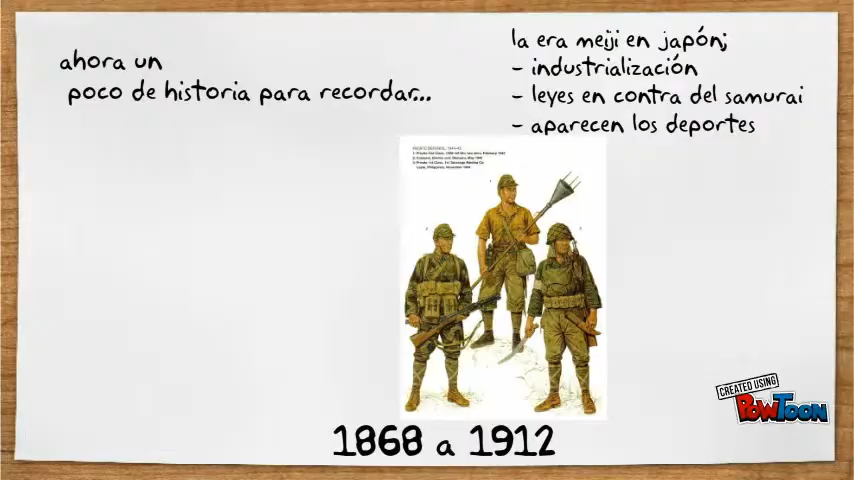 ahora un
poco de historia para recordar...
la era meiji en japón;
- industrialización
- leyes en contra del samurai
- aparecen los deportes
1868 a 1912
CREATED USING
POWTOON